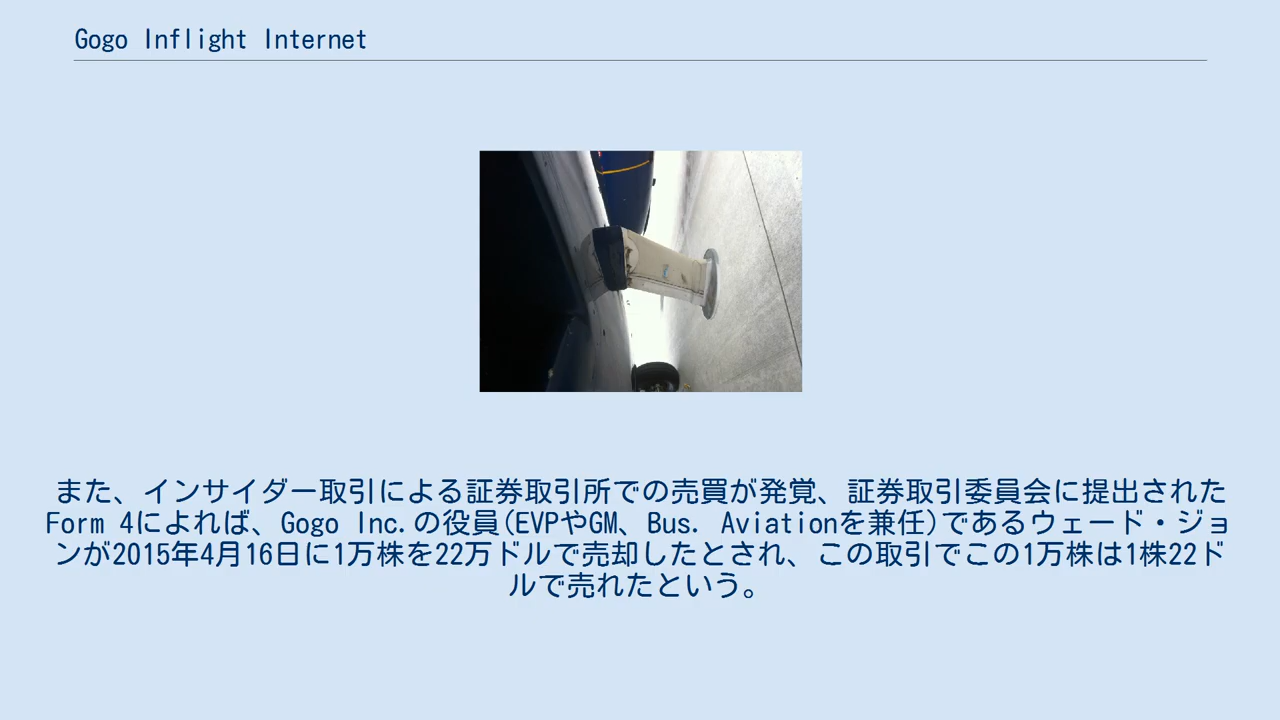 Gogo Inflight Internet
また、インサイダー取引による証券取引所での売買が発覚、証券取引委員会に提出された
Form 4によれば、Gogo Inc.の役員(EVPやGM、Bus. Aviationを兼任)であるウェード・ジョ
ンが2015年4月16日に1万株を22万ドルで売却したとされ、この取引でこの1万株は1株22ド
ルで売れたという。